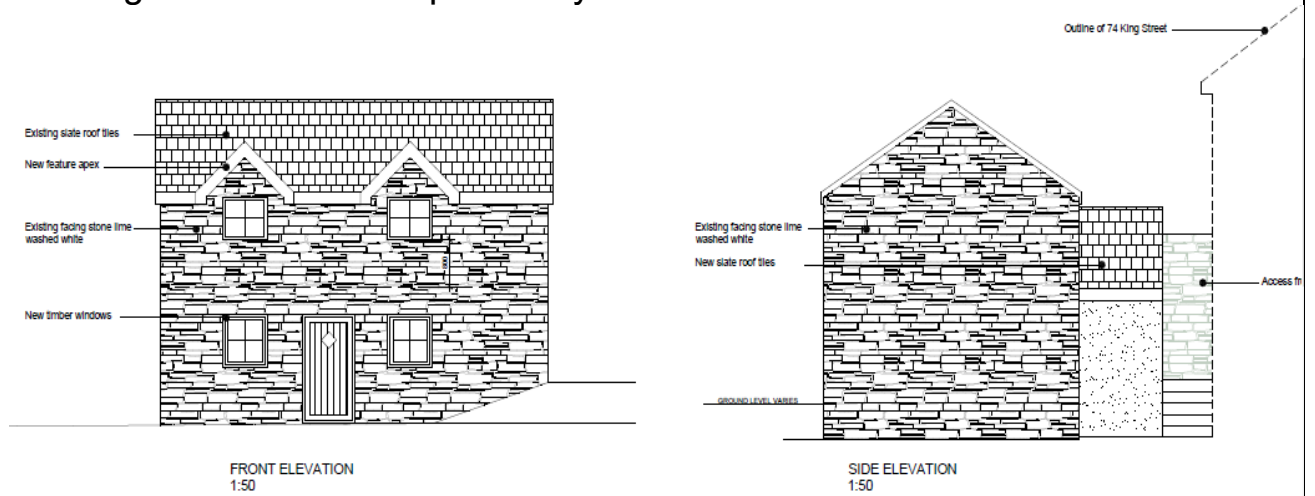 Existing slate roof tiles
New feature apex
Existing facing stone lime
washed white
New timber windows
FRONT ELEVATION
1:50
Outline of 74 King Street
Existing facing stone lime
washed white
New slate roof tiles
Access fr
GROUND LEVEL VARIES
SIDE ELEVATION
1:50